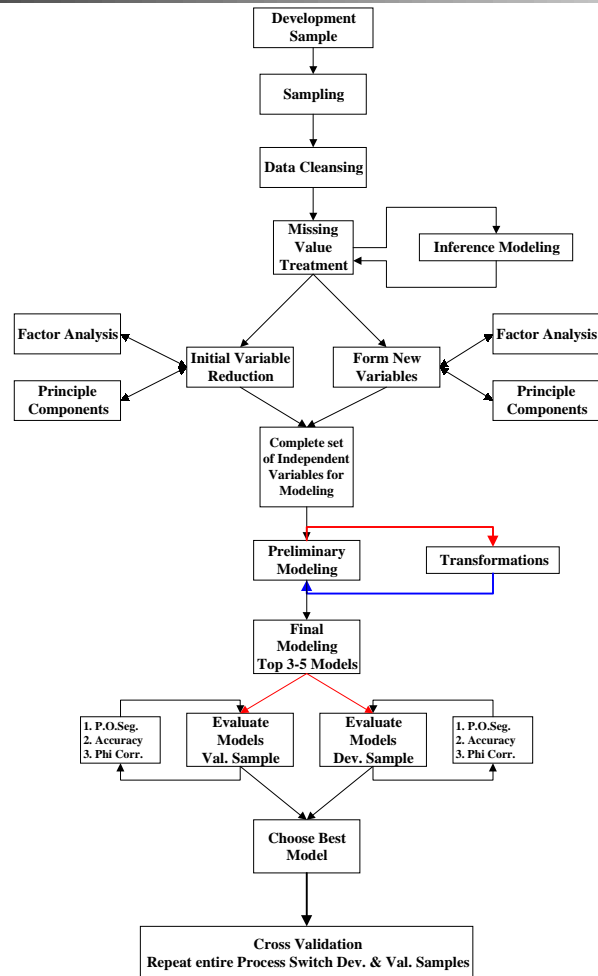 Development
Sample
Sampling
Data Cleansing
Missing
Value
Treatment
Inference Modeling
Factor Analysis
Principle
Components
Initial Variable
Reduction
Form New
Variables
Factor Analysis
Principle
Components
Complete set
of Independent
Variables for
Modeling
Preliminary
Modeling
Transformations
Final
Modeling
Top 3-5 Models
1. P.O.Seg.
2. Accuracy
3. Phi Corr.
Evaluate
Models
Val. Sample
Evaluate
Models
Dev. Sample
1. P.O.Seg.
2. Accuracy
3. Phi Corr.
Choose Best
Model
Cross Validation
Repeat entire Process Switch Dev. & Val. Samples